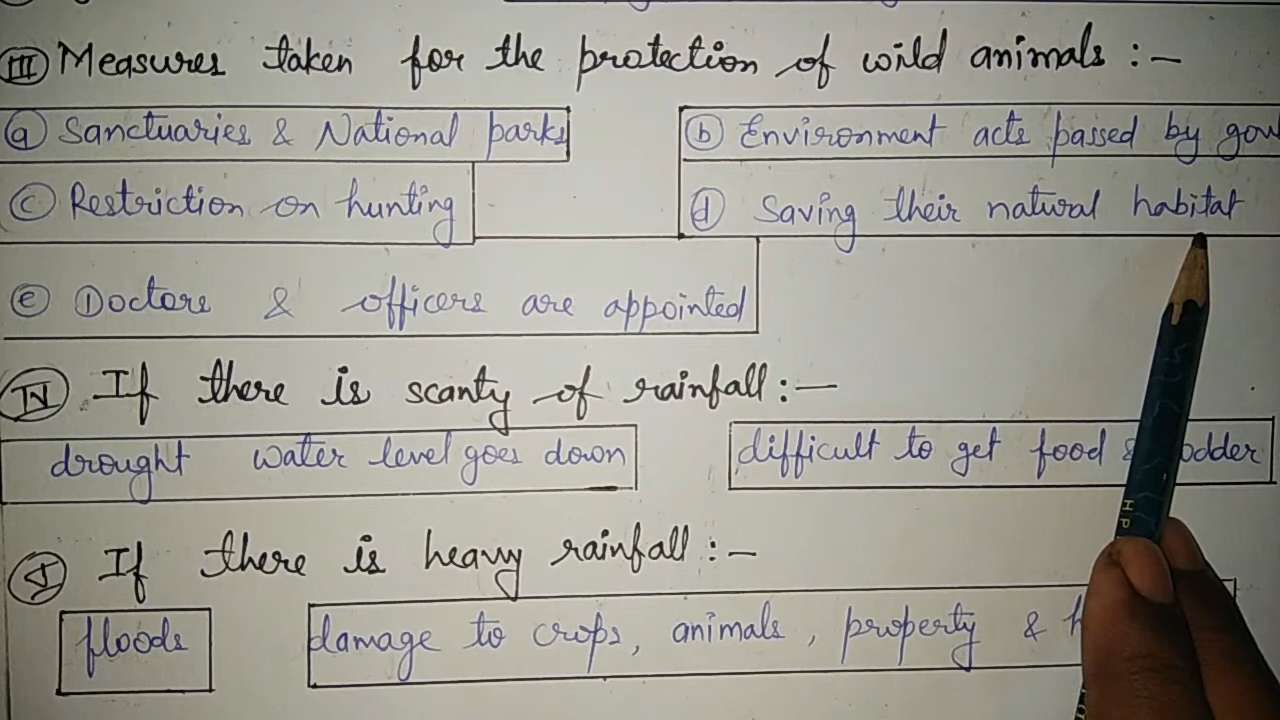 III Measures taken for the protection of wild animals :-
a Sanctuaries & National parks
b Environment acts passed by
c Restriction on hunting
d Saving their natural habitat
e Doctors & officers are appointed
IV If there is scanty of rainfall :-
drought water level goes down
difficult to get food &
V If there is heavy rainfall :-
floods
damage to crops, animals, property &
HP